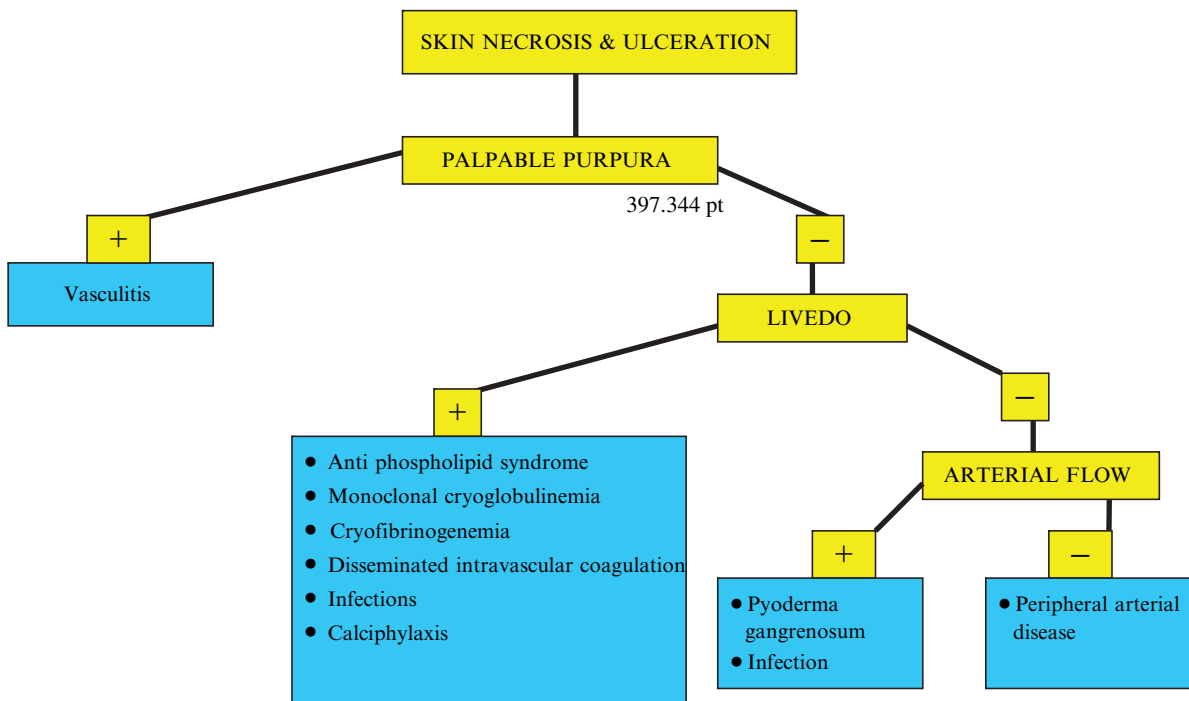 SKIN NECROSIS & ULCERATION
PALPABLE PURPURA
397.344 pt
+
−
Vasculitis
LIVEDO
+
−
● Anti phospholipid syndrome
● Monoclonal cryoglobulinemia
● Cryofibrinogenemia
● Disseminated intravascular coagulation
● Infections
● Calciphylaxis
ARTERIAL FLOW
+
−
● Pyoderma
gangrenosum
● Infection
● Peripheral arterial
disease